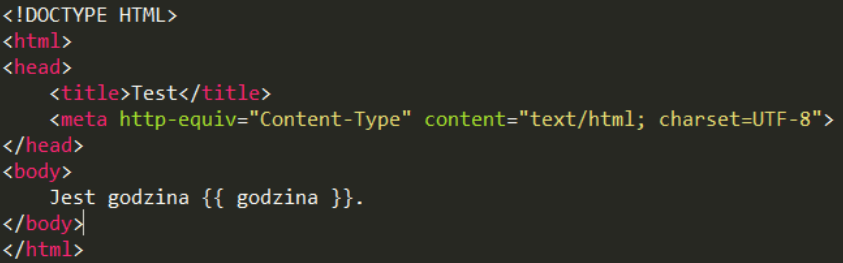 <!DOCTYPE HTML>
<html>
<head>
    <title>Test</title>
    <meta http-equiv="Content-Type" content="text/html; charset=UTF-8">
</head>
<body>
    Jest godzina {{ godzina }}.
</body>
</html>